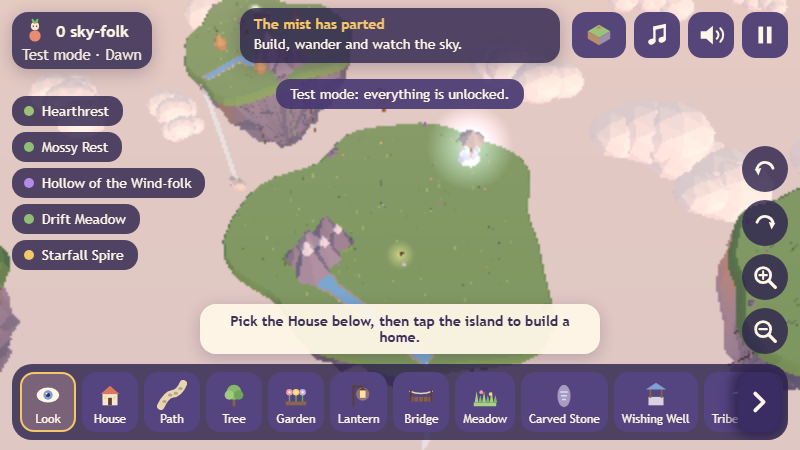 0 sky-folk
Test mode · Dawn
The mist has parted
Build, wander and watch the sky.
Test mode: everything is unlocked.
Hearthrest
Mossy Rest
Hollow of the Wind-folk
Drift Meadow
Starfall Spire
Pick the House below, then tap the island to build a
home.
Look
House
Path
Tree
Garden
Lantern
Bridge
Meadow
Carved Stone
Wishing Well
Tribe